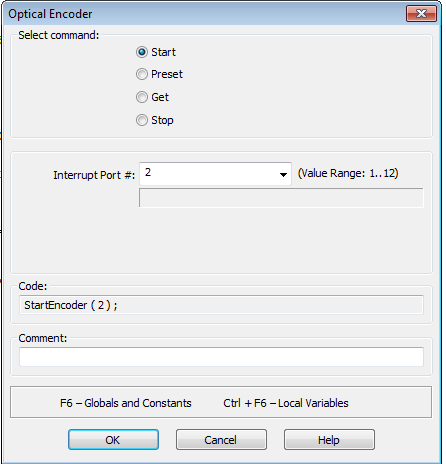 Optical Encoder
Select command:
Start
Preset
Get
Stop
Interrupt Port #: 2 (Value Range: 1..12)
Code:
StartEncoder ( 2 ) ;
Comment:
F6 – Globals and Constants Ctrl + F6 – Local Variables
OK Cancel Help